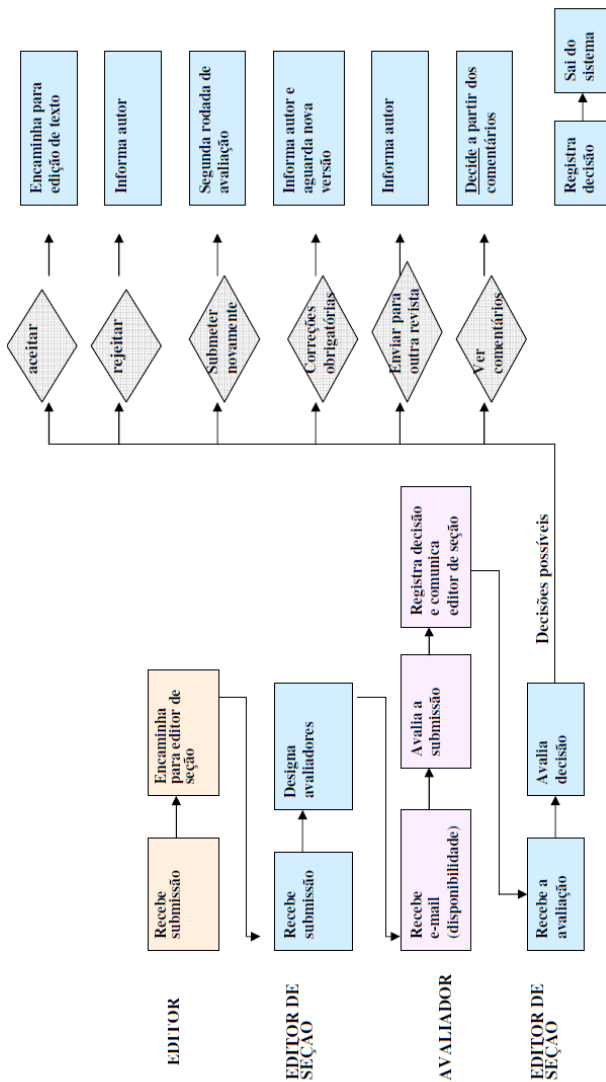 EDITOR
Recebe
submissão
Encaminha
para editor de
seção
EDITOR DE
SEÇÃO
Recebe
submissão
Designa
avaliadores
AVALIADOR
Recebe
e-mail
(disponibilidade)
Avalia a
submissão
Registra decisão
e comunica
editor de seção
EDITOR DE
SEÇÃO
Recebe a
avaliação
Avalia
decisão
Decisões possíveis
aceitar
Encaminha para
edição de texto
rejeitar
Informa autor
Submeter
novamente
Segunda rodada de
avaliação
Correções
obrigatórias
Informa autor e
aguarda nova
versão
Enviar para
outra revista
Informa autor
Ver
comentários
Decide a partir dos
comentários
Registra
decisão
Sai do
sistema